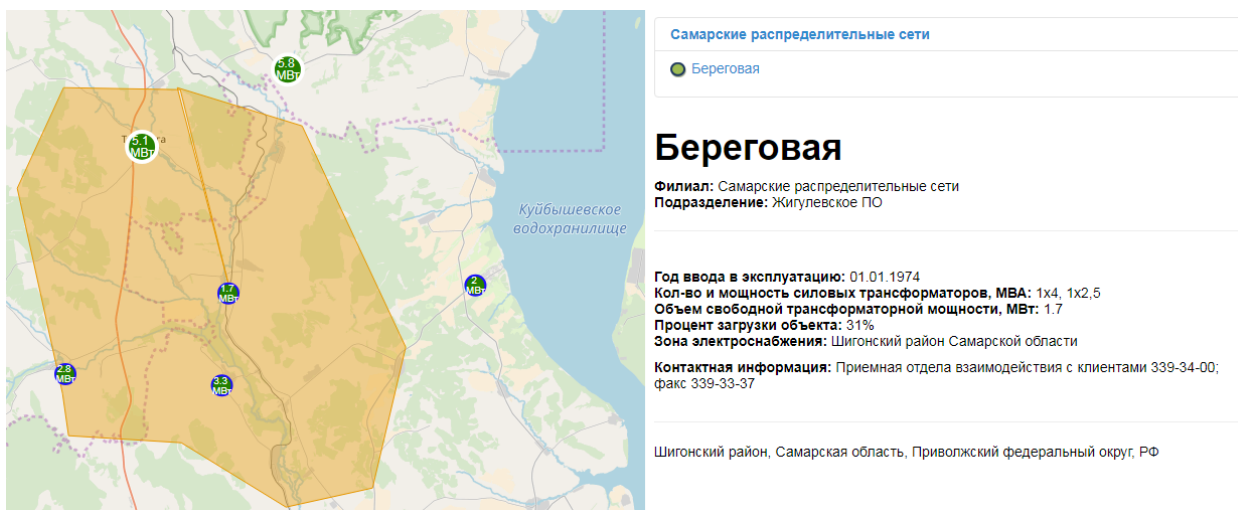 5.8
МВт
5.1
МВт
Куйбышевское
водохранилище
1.7
МВт
2
МВт
2.8
МВт
3.3
МВт
Самарские распределительные сети
Береговая
Береговая
Филиал: Самарские распределительные сети
Подразделение: Жигулевское ПО
Год ввода в эксплуатацию: 01.01.1974
Кол-во и мощность силовых трансформаторов, МВА: 1x4, 1x2,5
Объем свободной трансформаторной мощности, МВт: 1.7
Процент загрузки объекта: 31%
Зона электроснабжения: Шигонский район Самарской области
Контактная информация: Приемная отдела взаимодействия с клиентами 339-34-00;
факс 339-33-37
Шигонский район, Самарская область, Приволжский федеральный округ, РФ